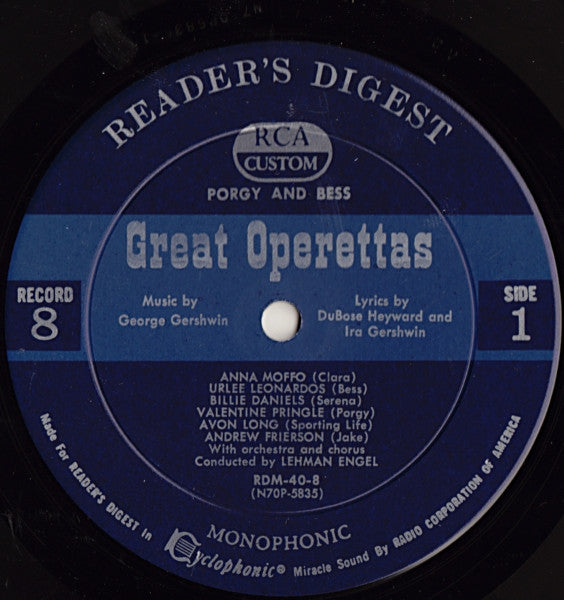 READER'S DIGEST
RCA
CUSTOM
PORGY AND BESS
Great Operettas
RECORD
8
Music by
George Gershwin
Lyrics by
DuBose Heyward and
Ira Gershwin
SIDE
1
ANNA MOFFO (Clara)
URLEE LEONARDOS (Bess)
BILLIE DANIELS (Serena)
VALENTINE PRINGLE (Porgy)
AVON LONG (Sporting Life)
ANDREW FRIERSON (Jake)
With orchestra and chorus
Conducted by LEHMAN ENGEL
RDM-40-8
(N70P-5835)
MONOPHONIC
Made For READER'S DIGEST In Cyclophonic® Miracle Sound By RADIO CORPORATION OF AMERICA